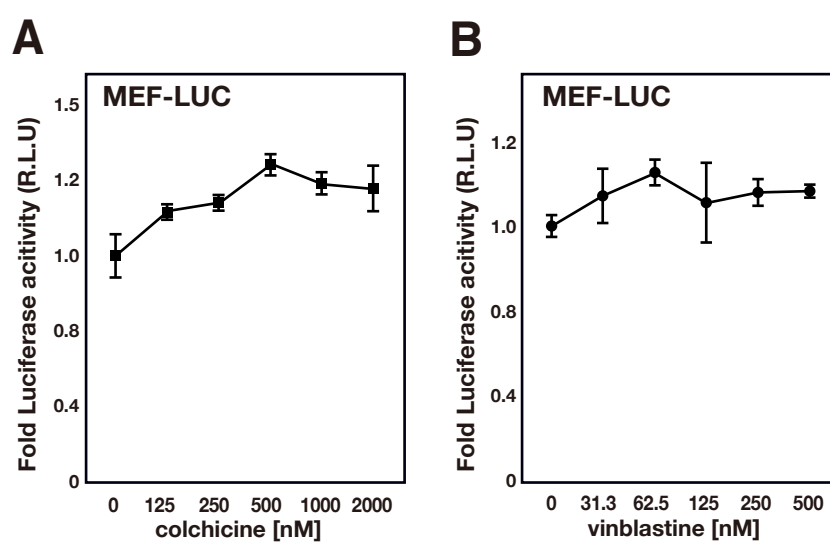 A
MEF-LUC
Fold Luciferase acitivity (R.L.U)
1.5
1.2
1.0
0.8
0.4
0
0 125 250 500 1000 2000
colchicine [nM]
B
MEF-LUC
Fold Luciferase acitivity (R.L.U)
1.2
1.0
0.8
0.4
0
0 31.3 62.5 125 250 500
vinblastine [nM]